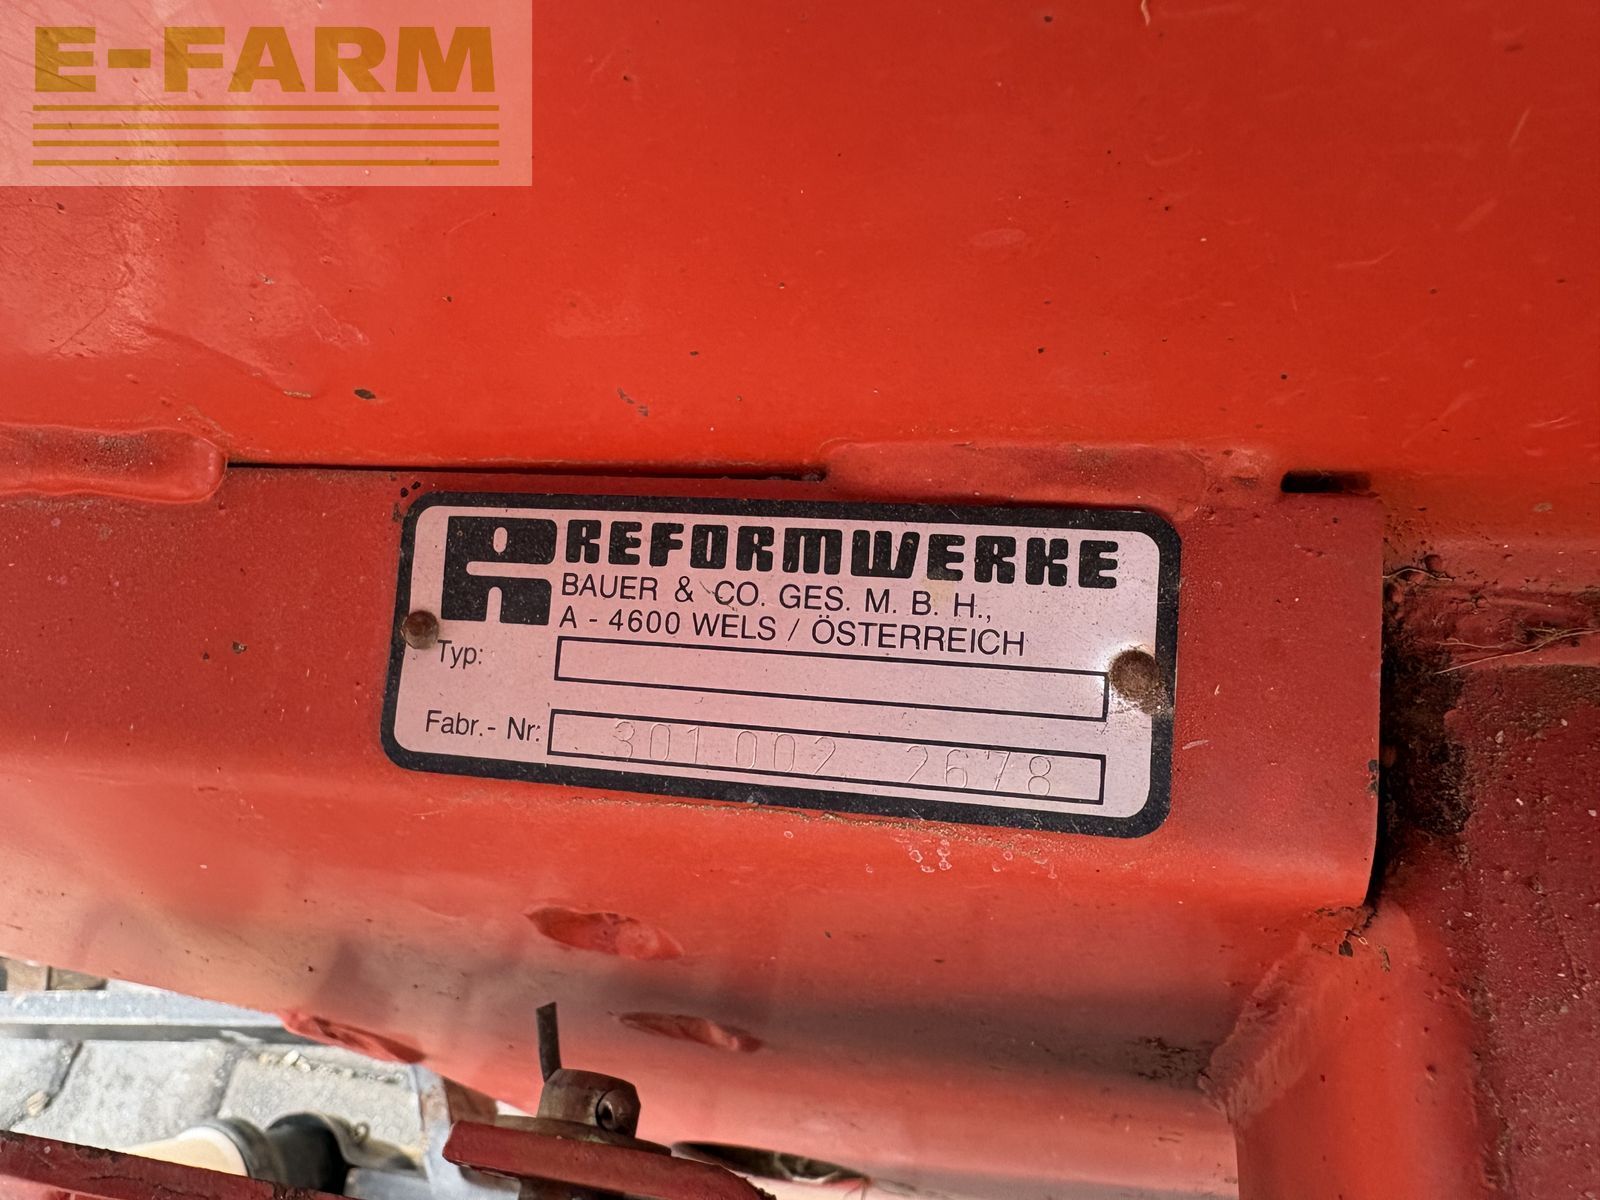 E-FARM
REFORMWERKE
BAUER & CO. GES. M. B. H.,
A - 4600 WELS / ÖSTERREICH
Typ:
Fabr.- Nr: 301 002 2678